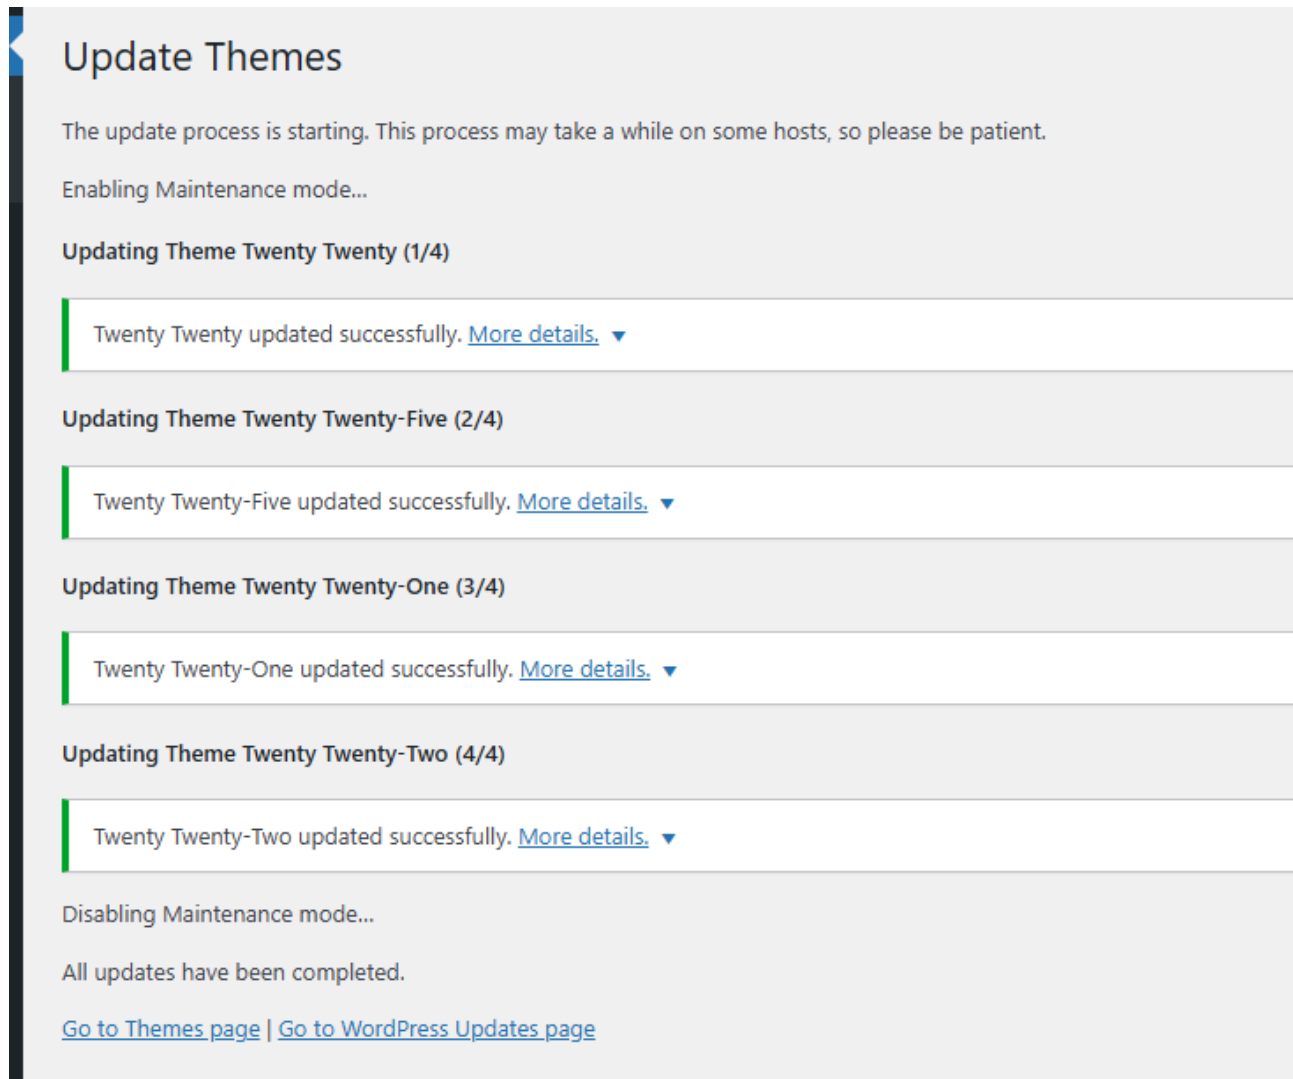 Update Themes
The update process is starting. This process may take a while on some hosts, so please be patient.
Enabling Maintenance mode...
Updating Theme Twenty Twenty (1/4)
Twenty Twenty updated successfully. More details. ▼
Updating Theme Twenty Twenty-Five (2/4)
Twenty Twenty-Five updated successfully. More details. ▼
Updating Theme Twenty Twenty-One (3/4)
Twenty Twenty-One updated successfully. More details. ▼
Updating Theme Twenty Twenty-Two (4/4)
Twenty Twenty-Two updated successfully. More details. ▼
Disabling Maintenance mode...
All updates have been completed.
Go to Themes page | Go to WordPress Updates page